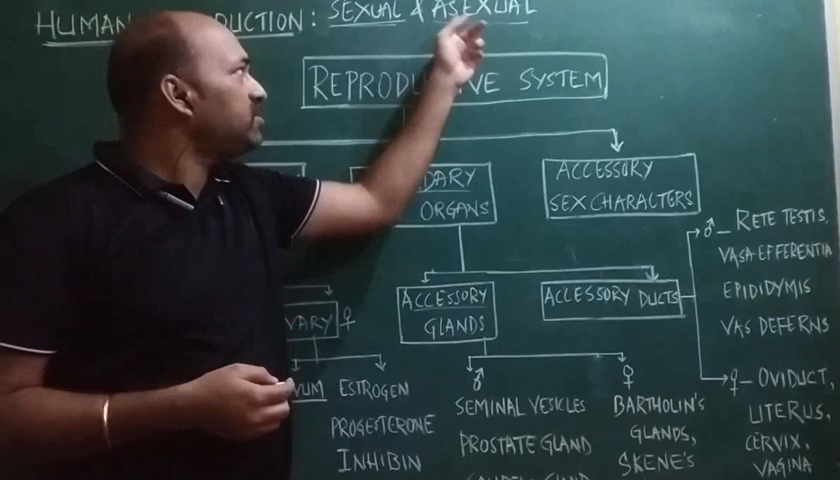 HUMAN DUCTION: SEXUAL & ASEXUAL
REPRODU VE SYSTEM
DARY
ORGANS
ACCESSORY
SEX CHARACTERS
VARY ♀
ACCESSORY
GLANDS
ACCESSORY DUCTS
♂ - RETE TESTIS,
VASA EFFERENTIA
EPIDIDYMIS
VAS DEFERNS
♀ - OVIDUCT,
UTERUS,
CERVIX,
VAGINA
VUM ESTROGEN
PROGESTERONE
INHIBIN
♂
SEMINAL VESICLES
PROSTATE GLAND
♀
BARTHOLIN'S
GLANDS,
SKENE'S